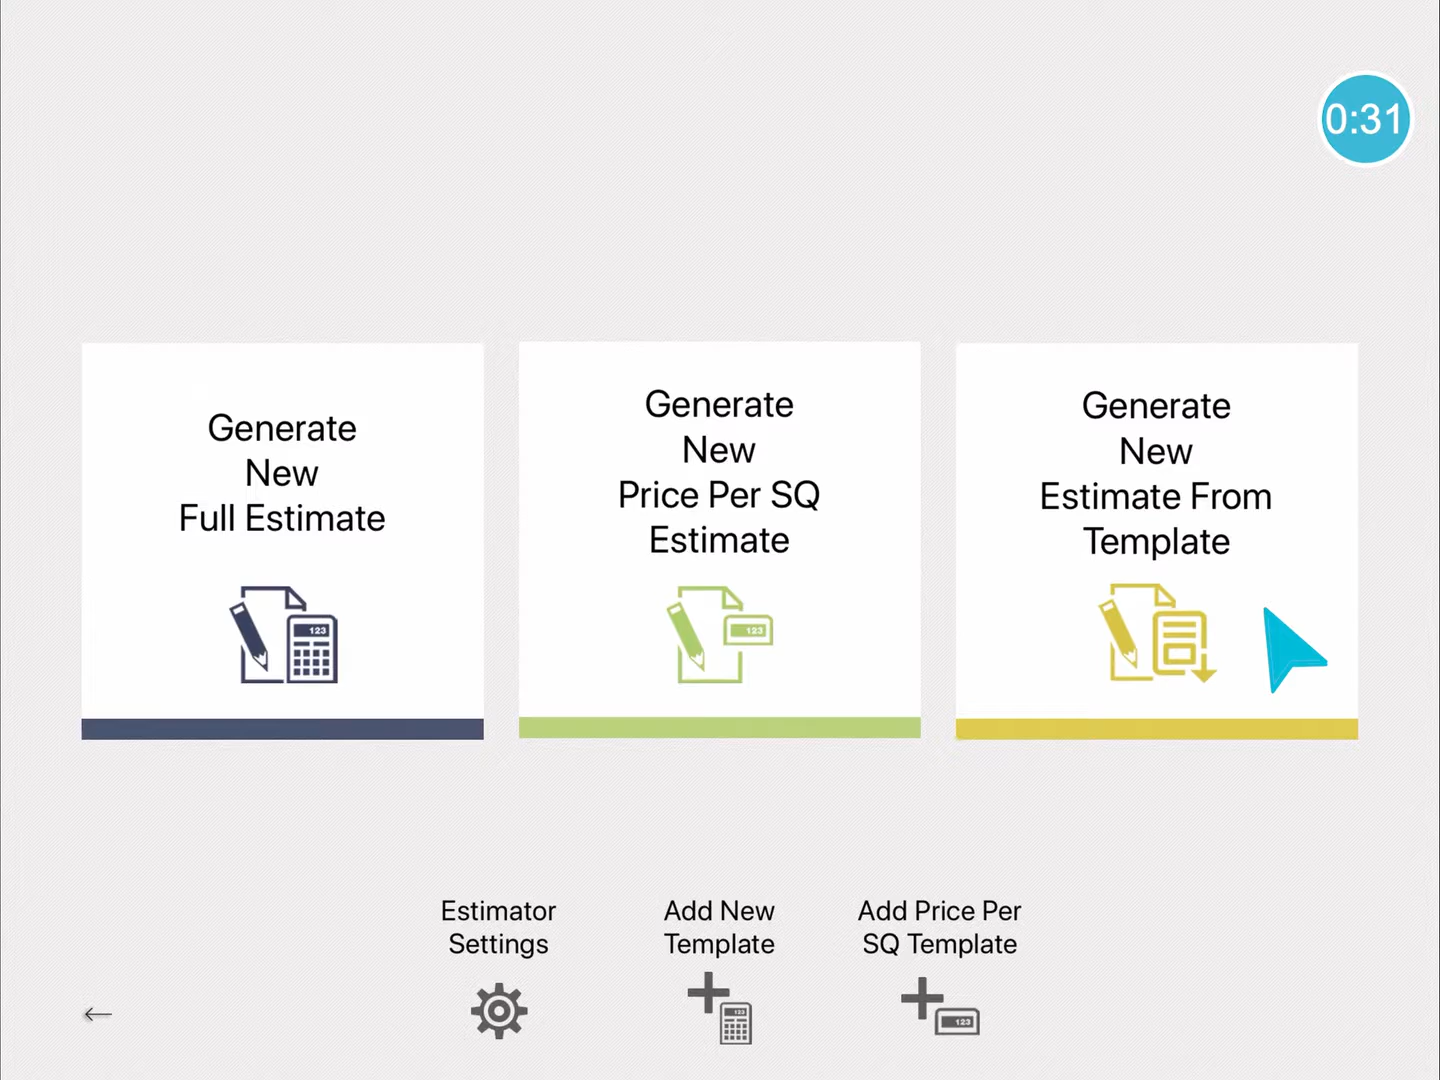 0:31
Generate
New
Full Estimate
123
Generate
New
Price Per SQ
Estimate
123
Generate
New
Estimate From
Template
Estimator
Settings
Add New
Template
123
Add Price Per
SQ Template
123